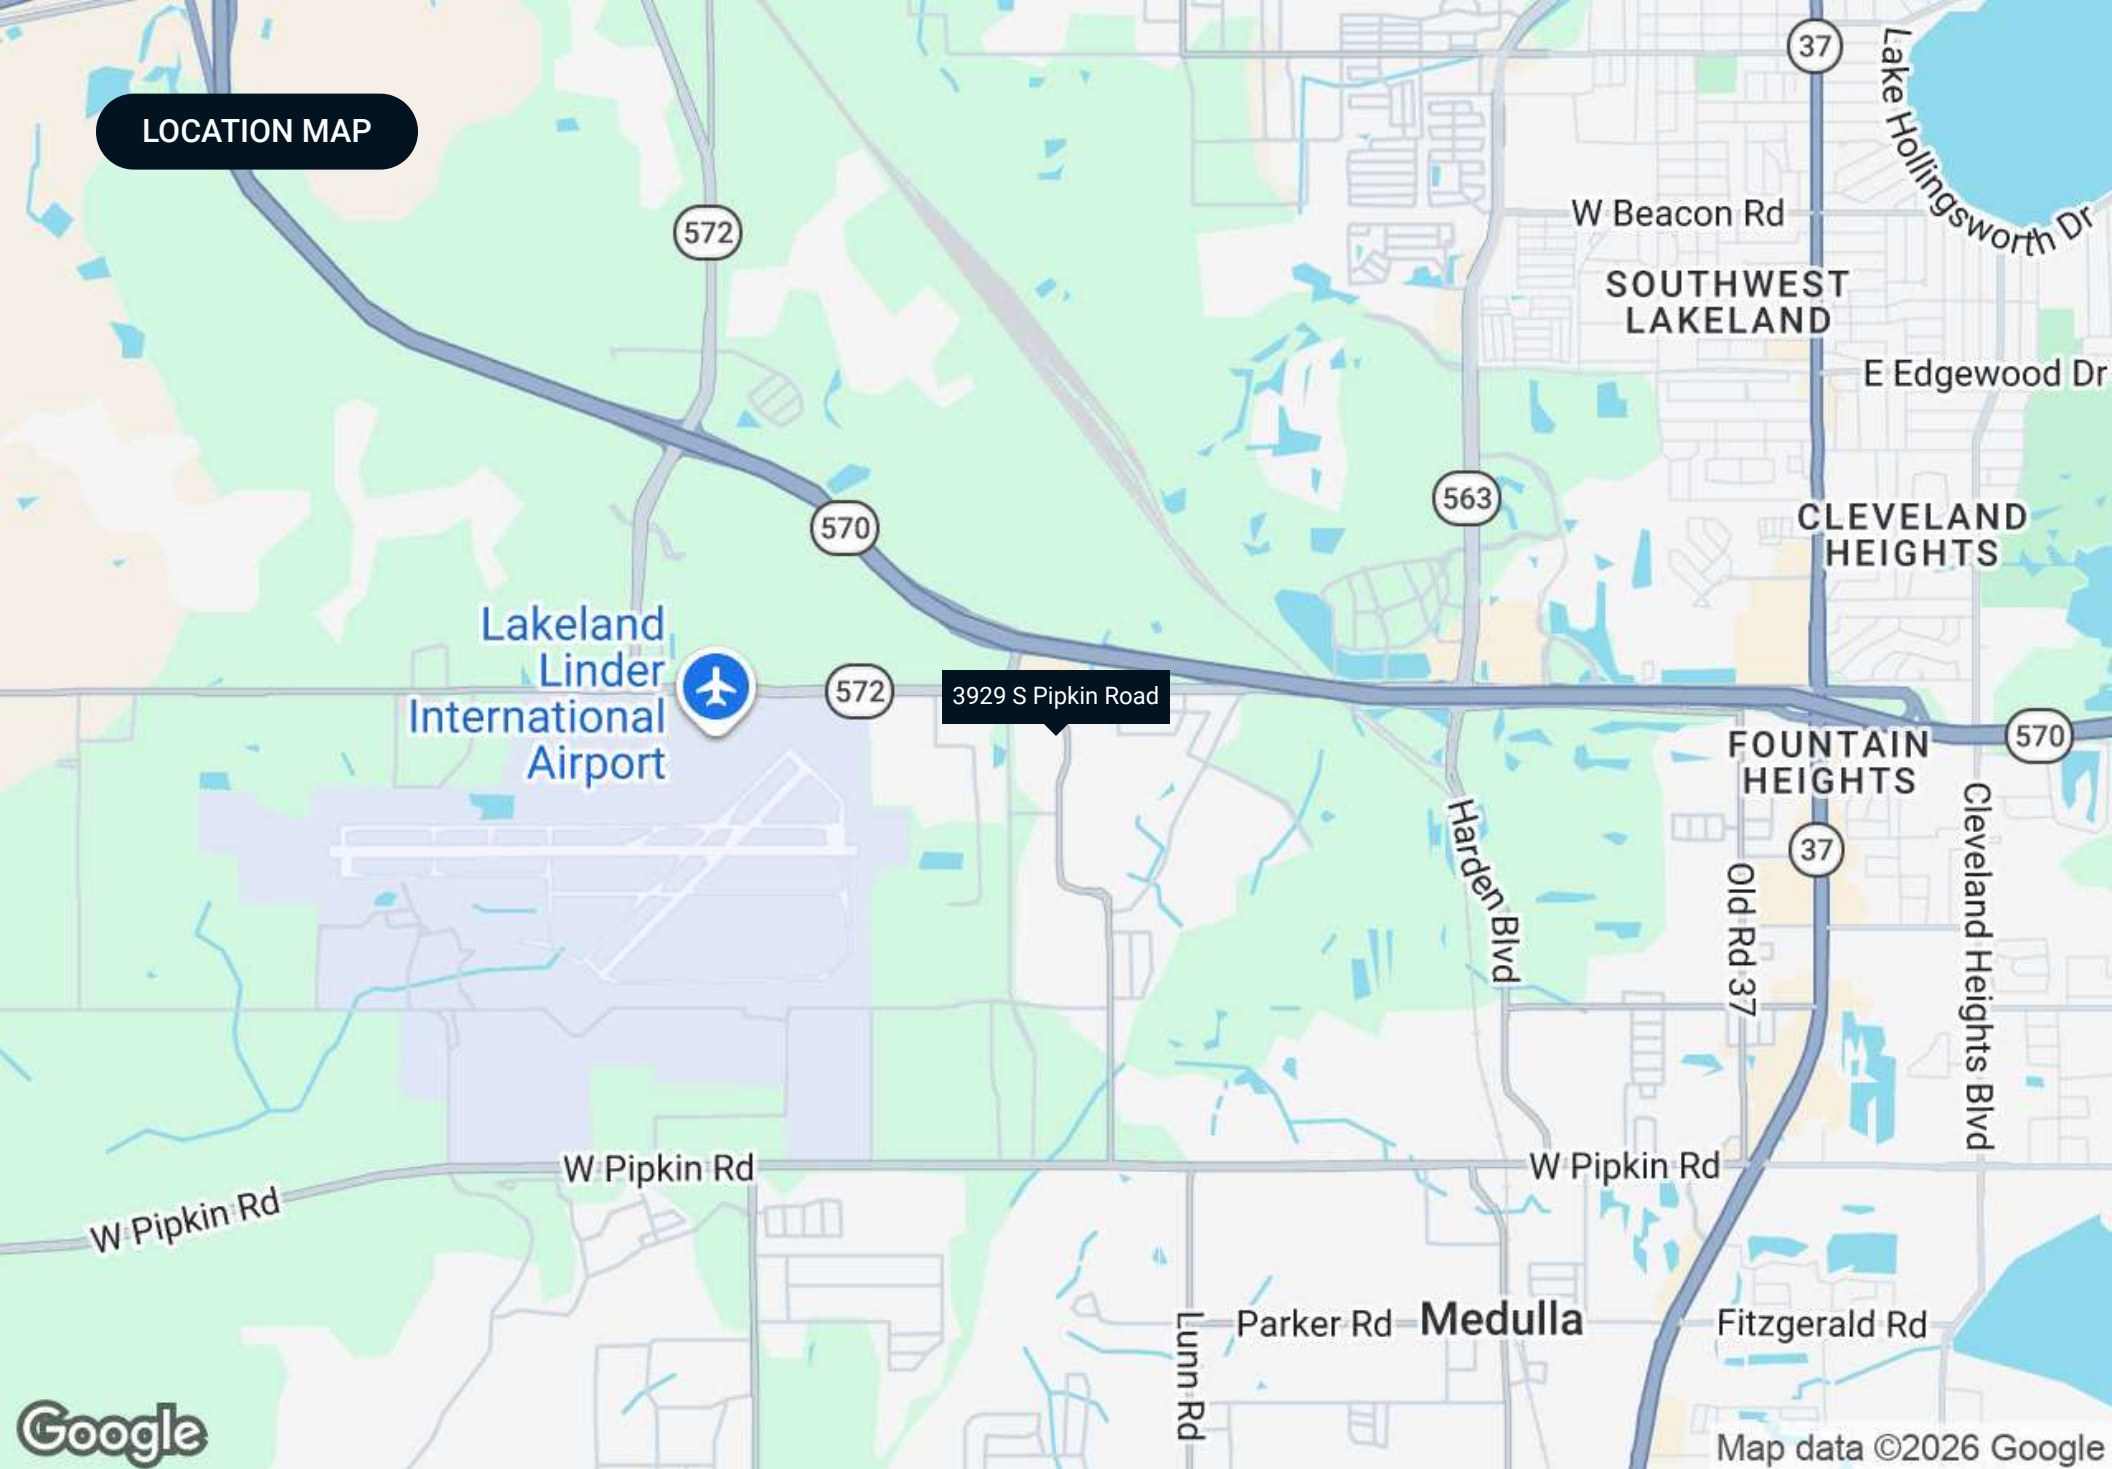 37
Lake Hollingsworth Dr
LOCATION MAP
W Beacon Rd
572
SOUTHWEST
LAKELAND
E Edgewood Dr
563
570
CLEVELAND
HEIGHTS
Lakeland
Linder
International
Airport
572
3929 S Pipkin Road
570
FOUNTAIN
HEIGHTS
Harden Blvd
37
Old Rd 37
Cleveland Heights Blvd
W Pipkin Rd
W Pipkin Rd
W Pipkin Rd
Lunn Rd
Parker Rd
Medulla
Fitzgerald Rd
Google
Map data ©2026 Google